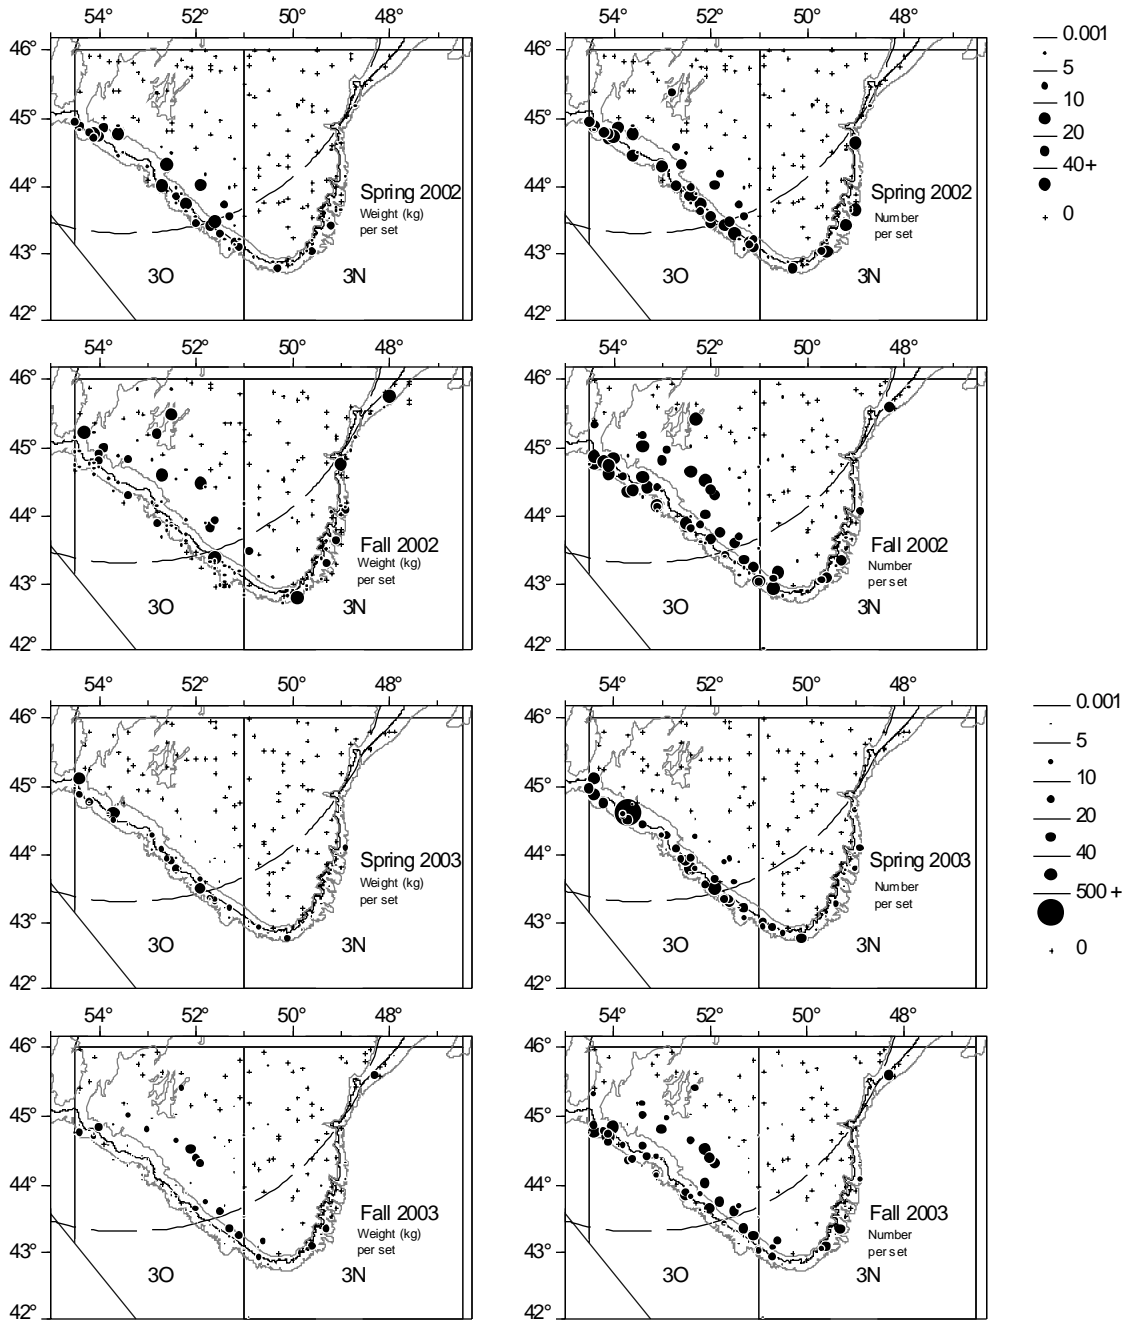 54° 52° 50° 48°
54° 52° 50° 48°
0.001
5
10
20
40+
0
46°
45°
44°
43°
42°
Spring 2002
Weight (kg)
per set
3O 3N
46°
45°
44°
43°
42°
Spring 2002
Number
per set
3O 3N
54° 52° 50° 48°
54° 52° 50° 48°
46°
45°
44°
43°
42°
Fall 2002
Weight (kg)
per set
3O 3N
46°
45°
44°
43°
42°
Fall 2002
Number
per set
3O 3N
54° 52° 50° 48°
54° 52° 50° 48°
0.001
5
10
20
40
500 +
0
46°
45°
44°
43°
42°
Spring 2003
Weight (kg)
per set
3O 3N
46°
45°
44°
43°
42°
Spring 2003
Number
per set
3O 3N
54° 52° 50° 48°
54° 52° 50° 48°
46°
45°
44°
43°
42°
Fall 2003
Weight (kg)
per set
3O 3N
46°
45°
44°
43°
42°
Fall 2003
Number
per set
3O 3N